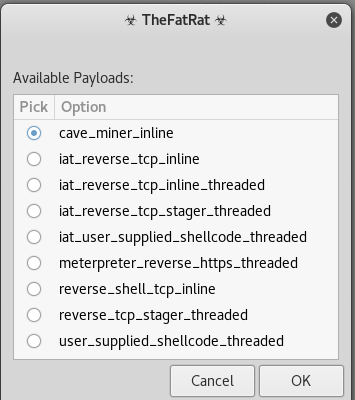 ☣ TheFatRat ☣
Available Payloads:
Pick Option
cave_miner_inline
iat_reverse_tcp_inline
iat_reverse_tcp_inline_threaded
iat_reverse_tcp_stager_threaded
iat_user_supplied_shellcode_threaded
meterpreter_reverse_https_threaded
reverse_shell_tcp_inline
reverse_tcp_stager_threaded
user_supplied_shellcode_threaded
Cancel OK